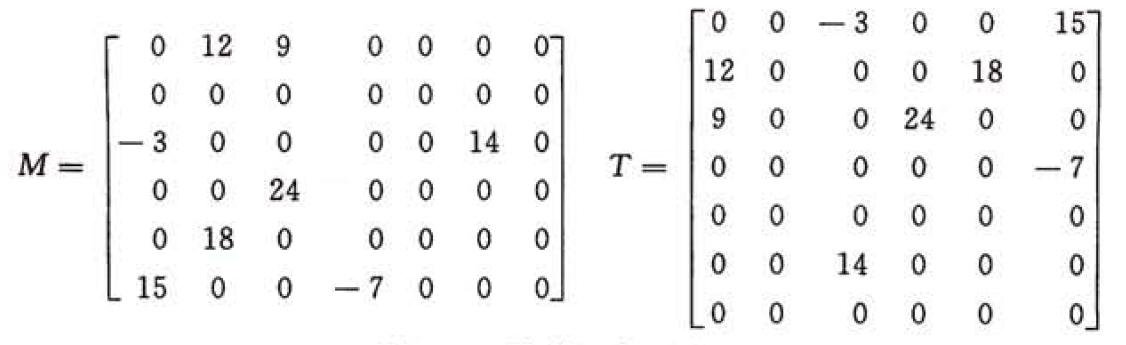 M = [ 0 12 9 0 0 0 0
0 0 0 0 0 0 0
-3 0 0 0 0 14 0
0 0 24 0 0 0 0
0 18 0 0 0 0 0
15 0 0 -7 0 0 0 ]
T = [ 0 0 -3 0 0 15
12 0 0 0 18 0
9 0 0 24 0 0
0 0 0 0 0 -7
0 0 0 0 0 0
0 0 14 0 0 0
0 0 0 0 0 0 ]